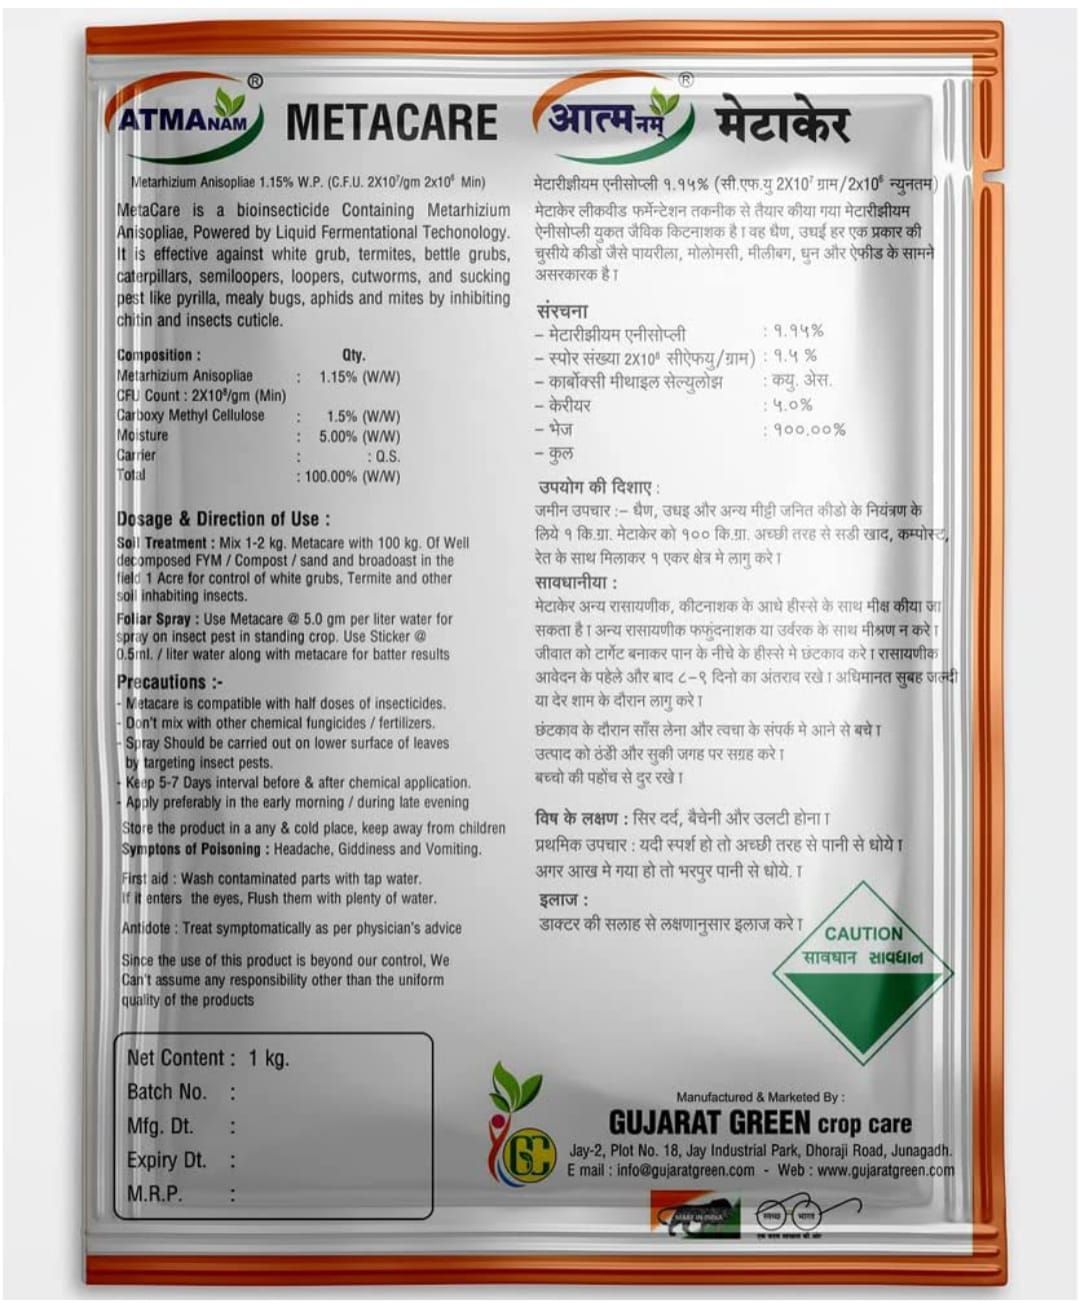 ATMANAM ®
METACARE
Metarhizium Anisopliae 1.15% W.P. (C.F.U. 2X10⁷/gm 2x10⁶ Min)
MetaCare is a bioinsecticide Containing Metarhizium
Anisopliae, Powered by Liquid Fermentational Techonology.
It is effective against white grub, termites, bettle grubs,
caterpillars, semiloopers, loopers, cutworms, and sucking
pest like pyrilla, mealy bugs, aphids and mites by inhibiting
chitin and insects cuticle.
Composition : Qty.
Metarhizium Anisopliae : 1.15% (W/W)
CFU Count : 2X10⁸/gm (Min)
Carboxy Methyl Cellulose : 1.5% (W/W)
Moisture : 5.00% (W/W)
Carrier : : Q.S.
Total : 100.00% (W/W)
Dosage & Direction of Use :
Soil Treatment : Mix 1-2 kg. Metacare with 100 kg. Of Well
decomposed FYM / Compost / sand and broadoast in the
field 1 Acre for control of white grubs, Termite and other
soil inhabiting insects.
Foliar Spray : Use Metacare @ 5.0 gm per liter water for
spray on insect pest in standing crop. Use Sticker @
0.5ml. / liter water along with metacare for batter results
Precautions :-
- Metacare is compatible with half doses of insecticides.
- Don't mix with other chemical fungicides / fertilizers.
- Spray Should be carried out on lower surface of leaves
by targeting insect pests.
- Keep 5-7 Days interval before & after chemical application.
- Apply preferably in the early morning / during late evening
Store the product in a any & cold place, keep away from children
Symptons of Poisoning : Headache, Giddiness and Vomiting.
First aid : Wash contaminated parts with tap water.
If it enters the eyes, Flush them with plenty of water.
Antidote : Treat symptomatically as per physician's advice
Since the use of this product is beyond our control, We
Can't assume any responsibility other than the uniform
quality of the products
Net Content : 1 kg.
Batch No. :
Mfg. Dt. :
Expiry Dt. :
M.R.P. :
आत्मनम् ®
मेटाकेर
मेटारीझीयम एनीसोप्ली १.१५% (सी.एफ.यु 2X10⁷ ग्राम/2x10⁶ न्युनतम)
मेटाकेर लीकवीड फर्मेन्टेशन तकनीक से तैयार कीया गया मेटारीझीयम
ऐनीसोप्ली युकत जैविक किटनाशक है। वह धैण, उधई हर एक प्रकार की
चुसीये कीडो जैसे पायरीला, मोलोमसी, मीलीबग, धुन और ऐफीड के सामने
असरकारक है।
संरचना
– मेटारीझीयम एनीसोप्ली : १.१५%
– स्पोर संख्या 2X10⁸ सीऐफयु/ग्राम) : १.५ %
– कार्बोक्सी मीथाइल सेल्युलोझ : कयु. ओस.
– केरीयर : ५.०%
– भेज : १००.००%
– कुल
उपयोग की दिशाए :
जमीन उपचार :– धैण, उधइ और अन्य मीट्टी जनित कीडो के नियंत्रण के
लिये १ कि.ग्रा. मेटाकेर को १०० कि.ग्रा. अच्छी तरह से सडी खाद, कम्पोस्ट,
रेत के साथ मिलाकर १ एकर क्षेत्र मे लागु करे।
सावधानीया :
मेटाकेर अन्य रासायणीक, कीटनाशक के आधे हीस्से के साथ मीक्ष कीया जा
सकता है। अन्य रासायणीक फफुंदनाशक या उर्वरक के साथ मीश्रण न करे।
जीवात को टार्गेट बनाकर पान के नीचे के हीस्से मे छंटकाव करे। रासायणीक
आवेदन के पहेले और बाद ८-९ दिनो का अंतराव रखे। अधिमानत सुबह जल्दी
या देर शाम के दौरान लागु करे।
छंटकाव के दौरान साँस लेना और त्वचा के संपर्क मे आने से बचे।
उत्पाद को ठंडेी और सुकी जगह पर सग्रह करे।
बच्चो की पहोंच से दुर रखे।
विष के लक्षण : सिर दर्द, बैचेनी और उलटी होना।
प्रथमिक उपचार : यदी स्पर्श हो तो अच्छी तरह से पानी से धोये।
अगर आख मे गया हो तो भरपुर पानी से धोये.।
इलाज :
डाक्टर की सलाह से लक्षणानुसार इलाज करे।
CAUTION
सावधान સાવધાન
GC
Manufactured & Marketed By :
GUJARAT GREEN crop care
Jay-2, Plot No. 18, Jay Industrial Park, Dhoraji Road, Junagadh.
E mail : info@gujaratgreen.com - Web : www.gujaratgreen.com
MAKE IN INDIA
स्वच्छ भारत
एक कदम स्वच्छता की ओर